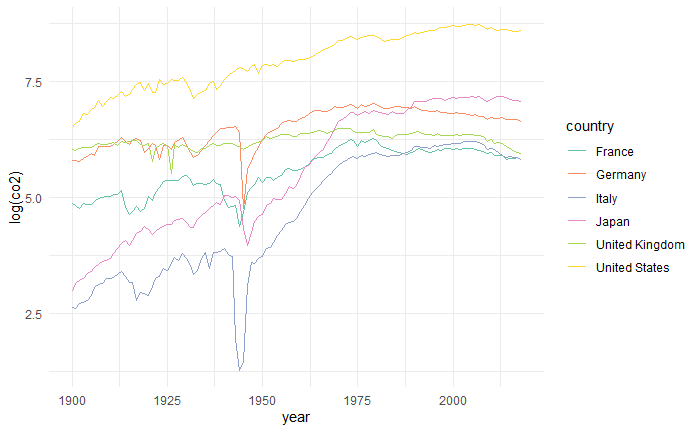 7.5
5.0
2.5
log(co2)
1900
1925
1950
1975
2000
year
country
France
Germany
Italy
Japan
United Kingdom
United States